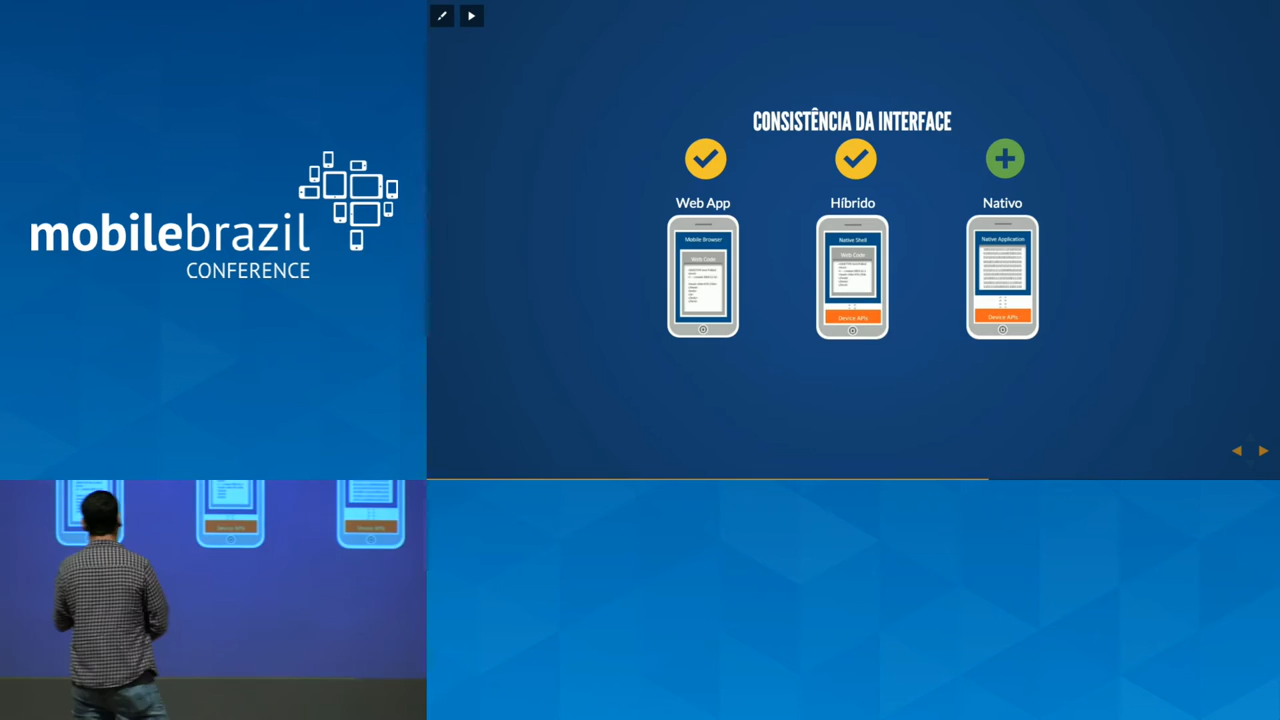 mobilebrazil
CONFERENCE
CONSISTÊNCIA DA INTERFACE
Web App
Híbrido
Nativo
Mobile Browser
Web Code
Native Shell
Web Code
Device APIs
Native Application
Device APIs
Device APIs
Device APIs